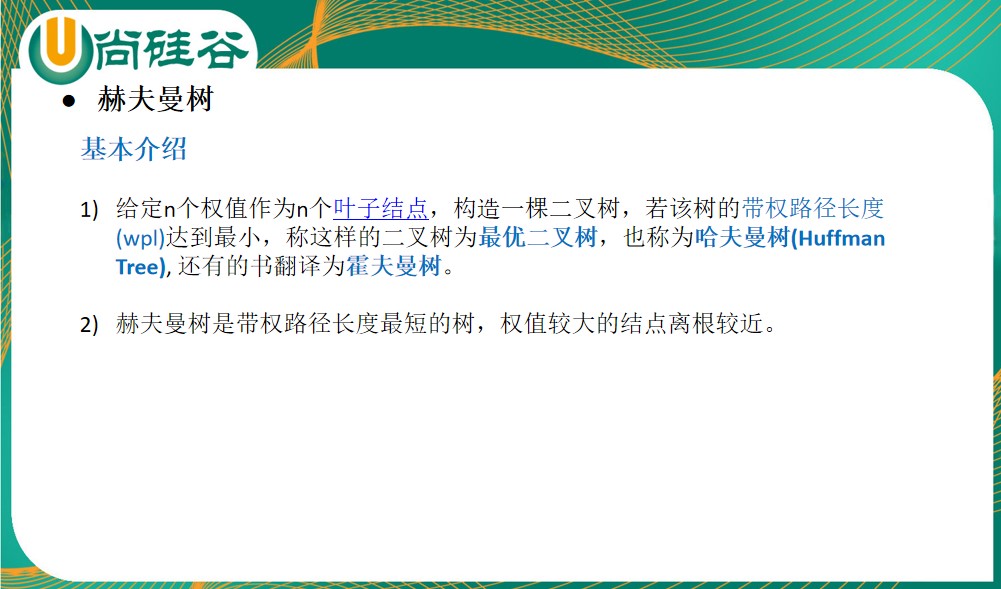 尚硅谷
● 赫夫曼树
基本介绍
1) 给定n个权值作为n个叶子结点，构造一棵二叉树，若该树的带权路径长度
(wpl)达到最小，称这样的二叉树为最优二叉树，也称为哈夫曼树(Huffman
Tree), 还有的书翻译为霍夫曼树。
2) 赫夫曼树是带权路径长度最短的树，权值较大的结点离根较近。